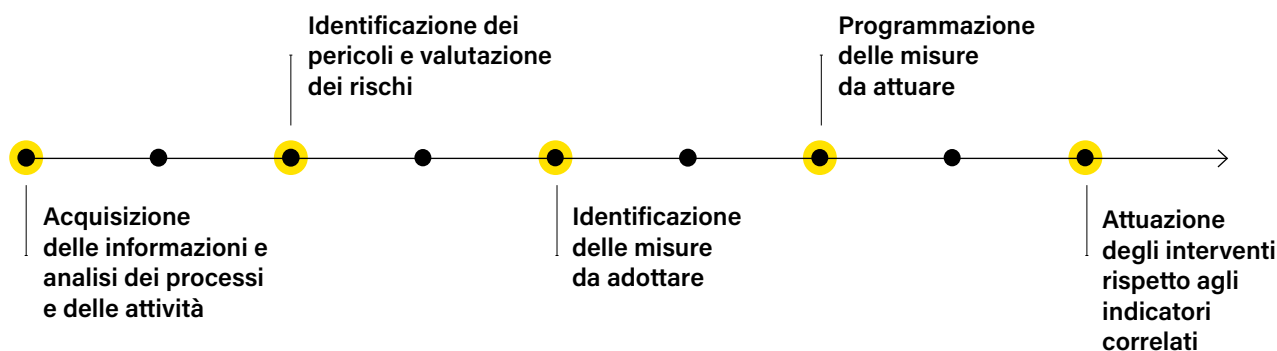 Identificazione dei
pericoli e valutazione
dei rischi
Programmazione
delle misure
da attuare
Acquisizione
delle informazioni e
analisi dei processi
e delle attività
Identificazione
delle misure
da adottare
Attuazione
degli interventi
rispetto agli
indicatori
correlati